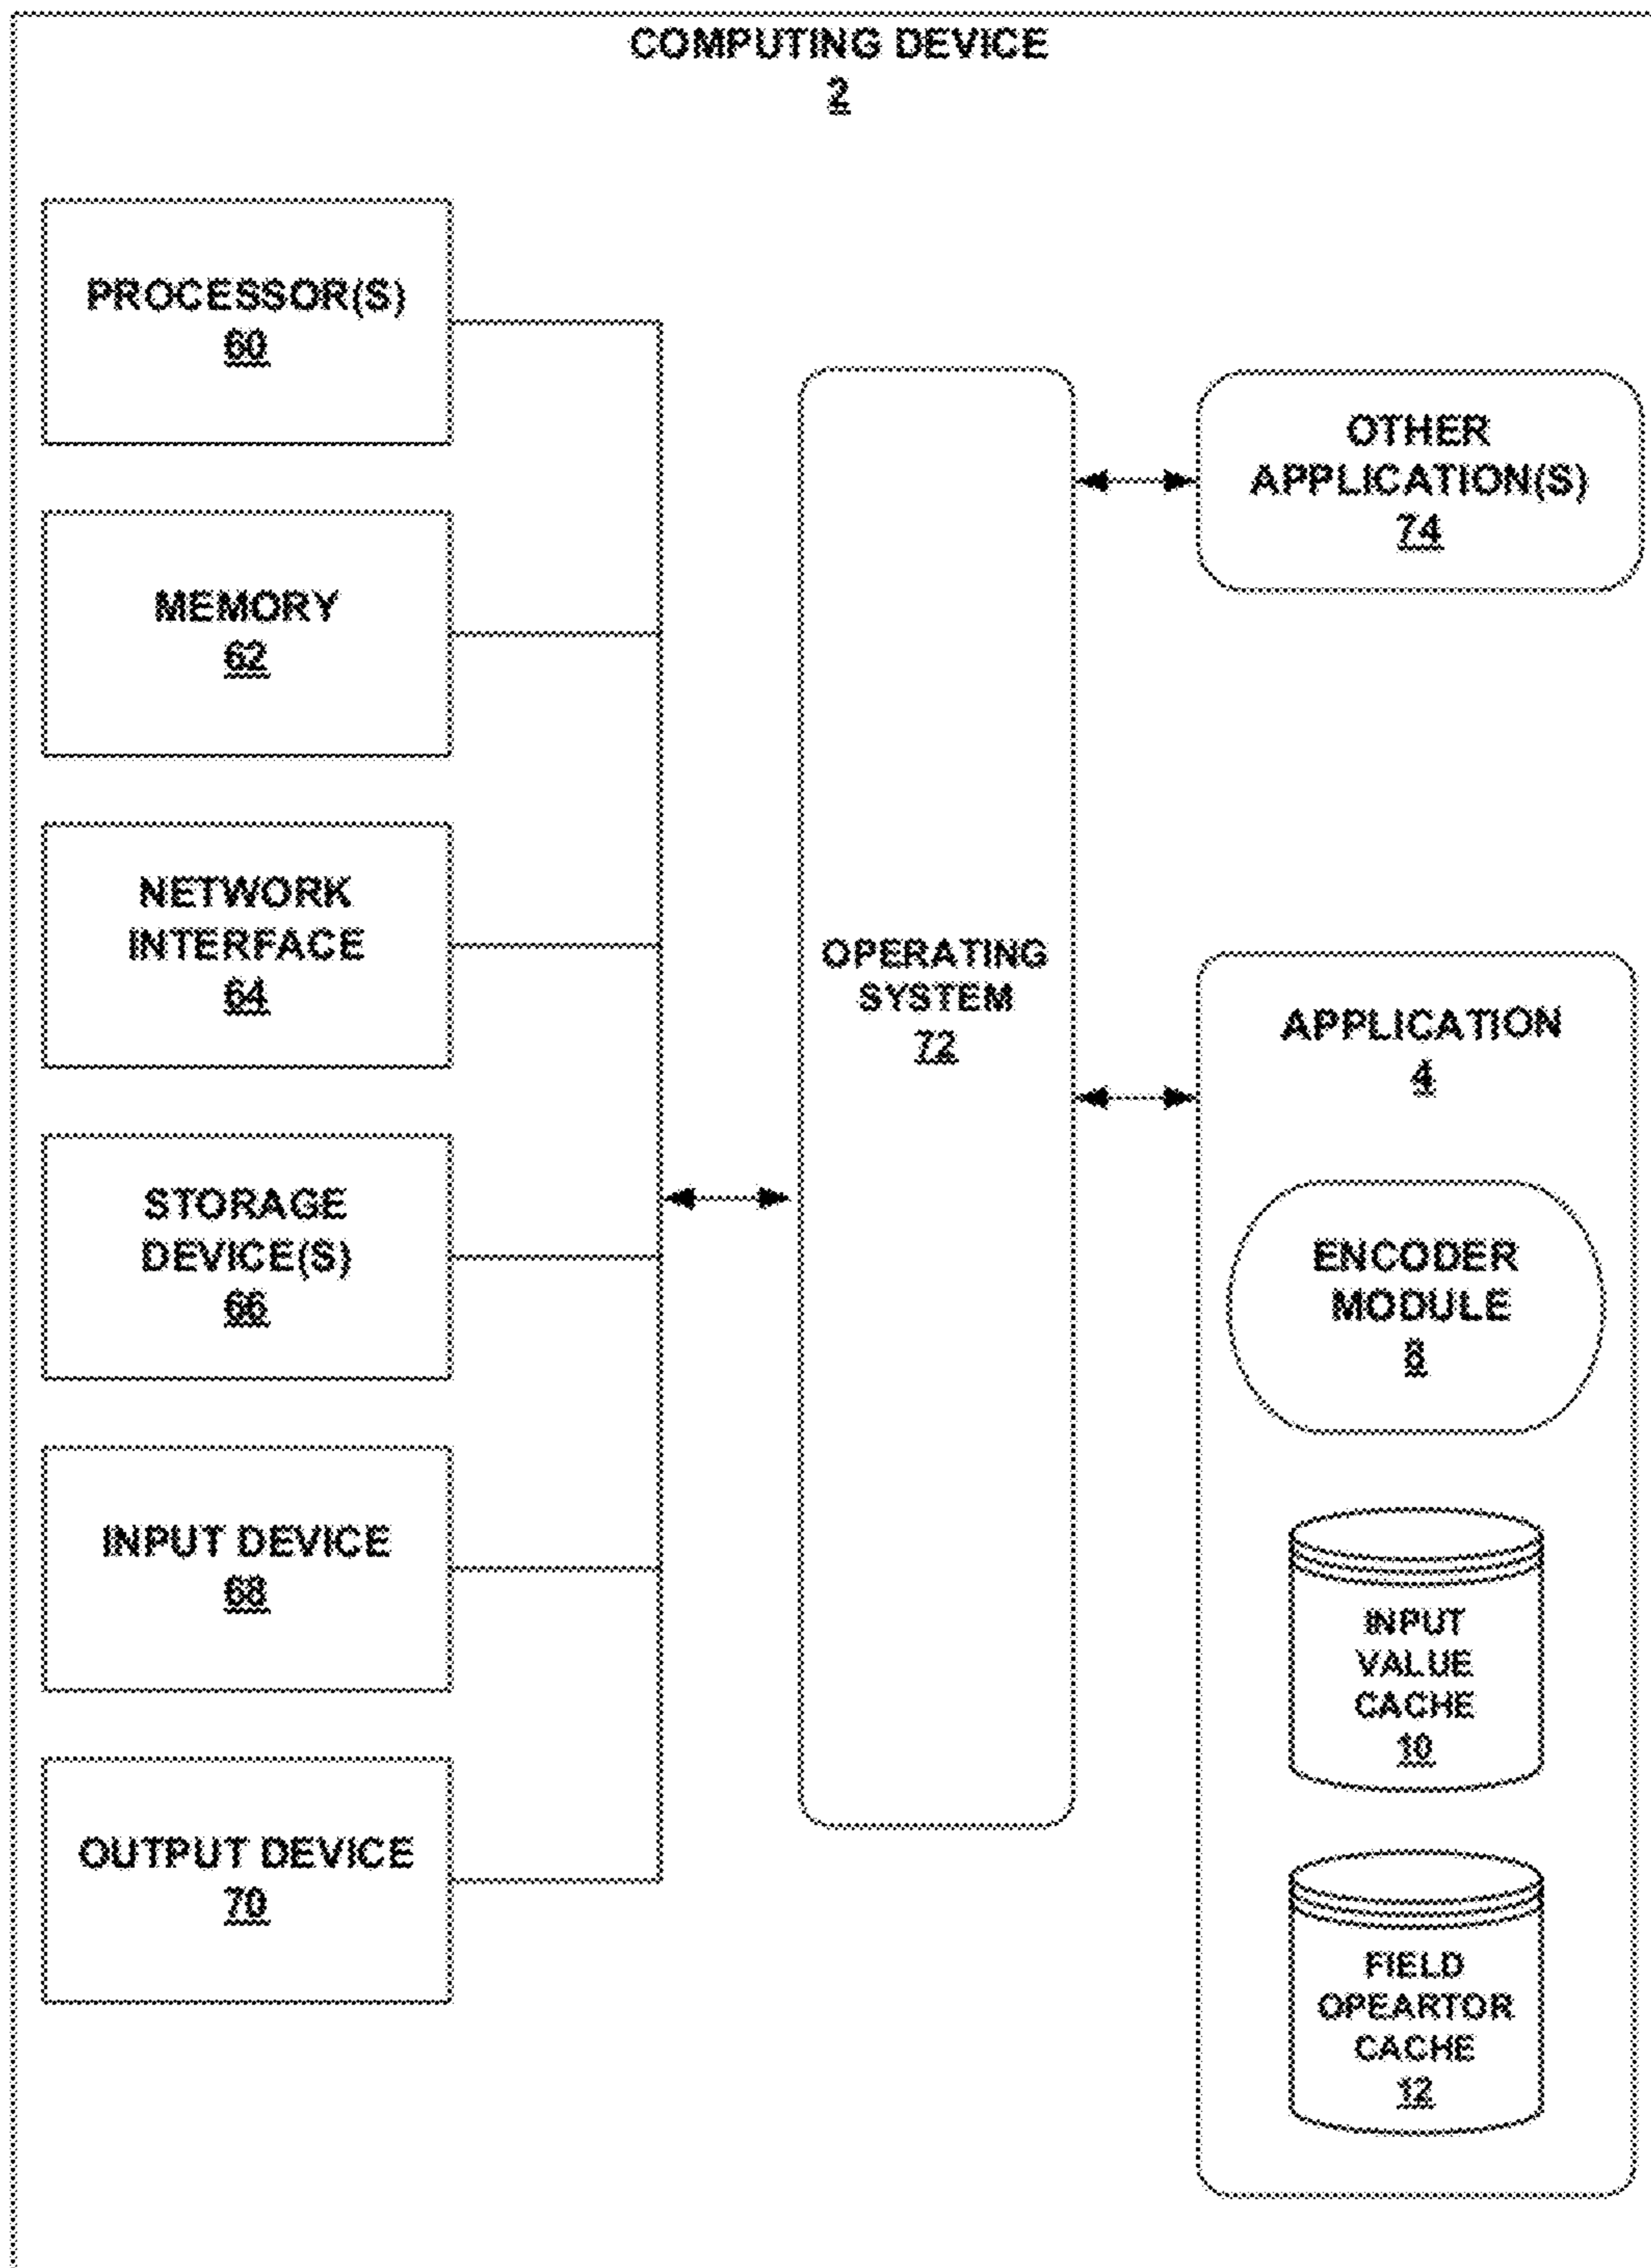 COMPUTING DEVICE
2
PROCESSOR(S)
60
MEMORY
62
NETWORK
INTERFACE
64
STORAGE
DEVICE(S)
66
INPUT DEVICE
68
OUTPUT DEVICE
70
OPERATING
SYSTEM
72
OTHER
APPLICATION(S)
74
APPLICATION
4
ENCODER
MODULE
8
INPUT
VALUE
CACHE
10
FIELD
OPEARTOR
CACHE
12